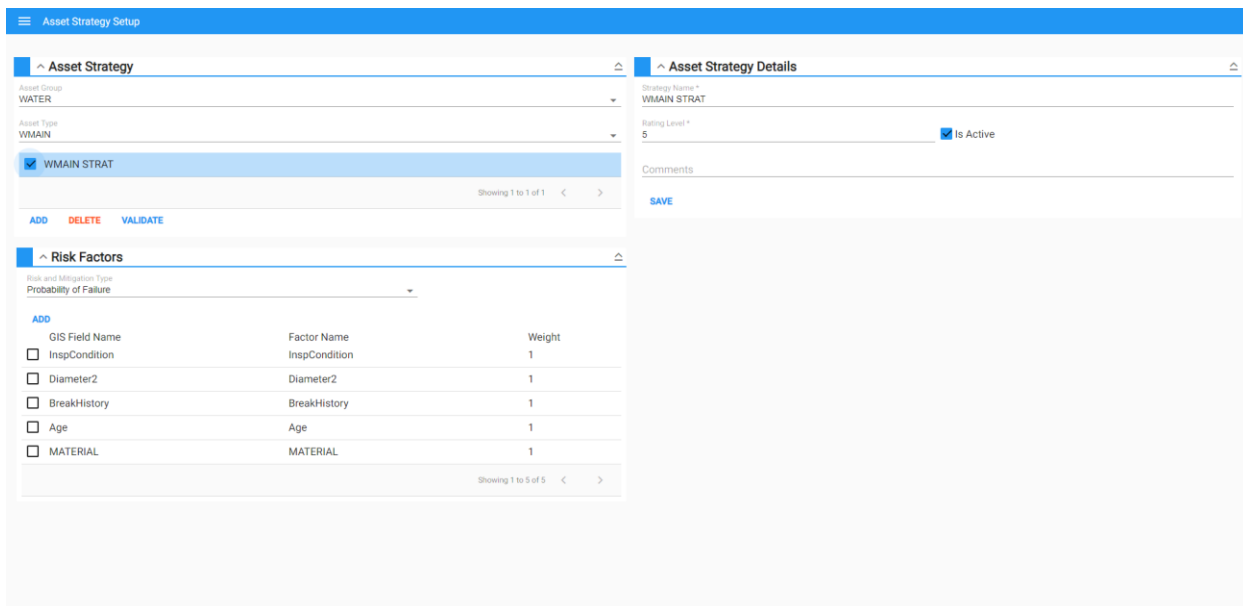 Asset Strategy Setup
Asset Strategy
Asset Group
WATER
Asset Type
WMAIN
WMAIN STRAT
Showing 1 to 1 of 1
ADD DELETE VALIDATE
Risk Factors
Risk and Mitigation Type
Probability of Failure
ADD
GIS Field Name Factor Name Weight
InspCondition InspCondition 1
Diameter2 Diameter2 1
BreakHistory BreakHistory 1
Age Age 1
MATERIAL MATERIAL 1
Showing 1 to 5 of 5
Asset Strategy Details
Strategy Name *
WMAIN STRAT
Rating Level *
5 Is Active
Comments
SAVE